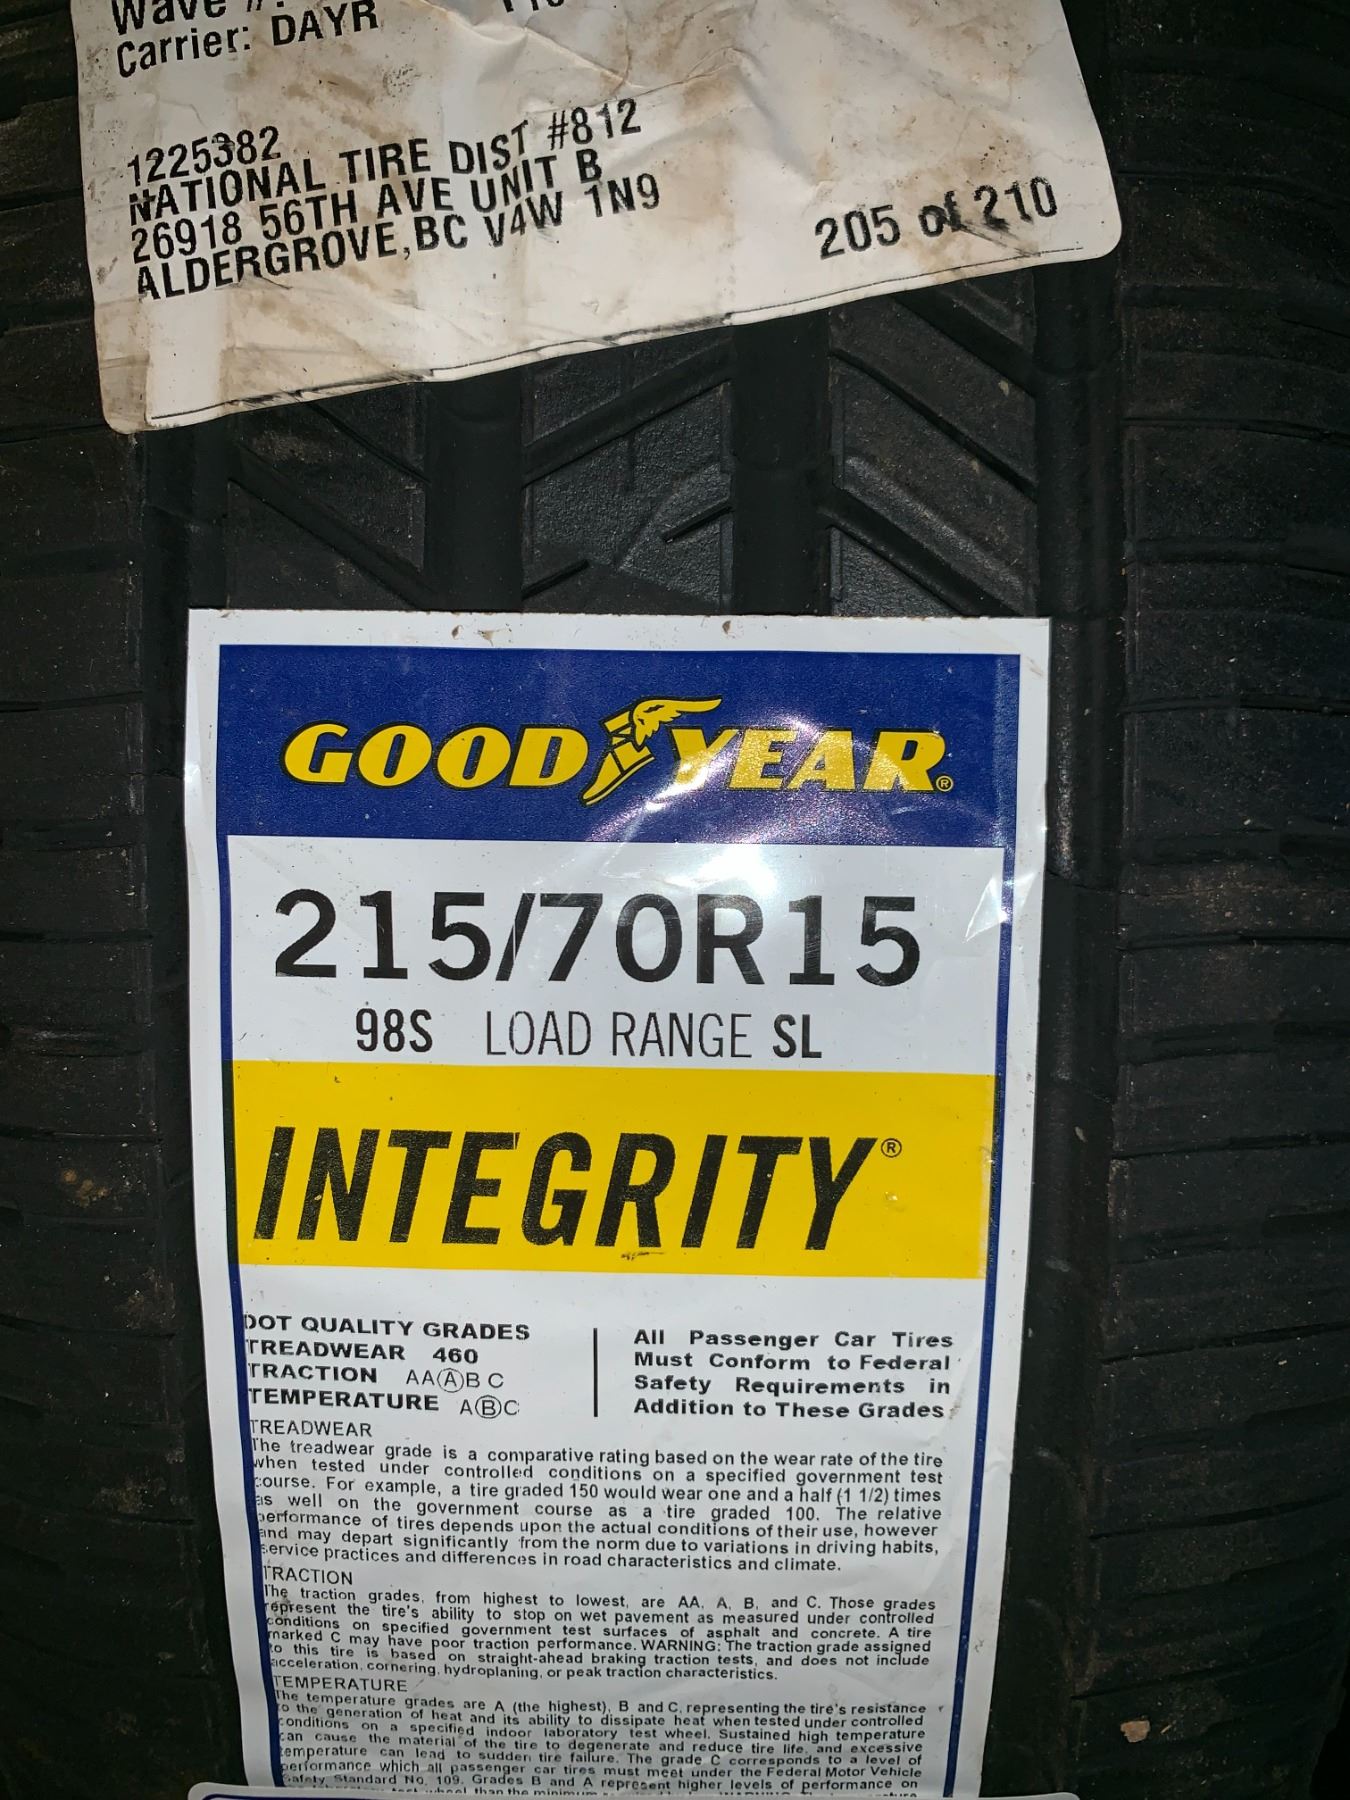 Wave #:
Carrier: DAYR
1225382
NATIONAL TIRE DIST #812
26918 56TH AVE UNIT B
ALDERGROVE, BC V4W 1N9
205 of 210
GOODYEAR®
215/70R15
98S LOAD RANGE SL
INTEGRITY®
DOT QUALITY GRADES
TREADWEAR 460
TRACTION AA Ⓐ B C
TEMPERATURE A Ⓑ C
All Passenger Car Tires
Must Conform to Federal
Safety Requirements in
Addition to These Grades
TREADWEAR
The treadwear grade is a comparative rating based on the wear rate of the tire
when tested under controlled conditions on a specified government test
course. For example, a tire graded 150 would wear one and a half (1 1/2) times
as well on the government course as a tire graded 100. The relative
performance of tires depends upon the actual conditions of their use, however
and may depart significantly from the norm due to variations in driving habits,
service practices and differences in road characteristics and climate.
TRACTION
The traction grades, from highest to lowest, are AA, A, B, and C. Those grades
represent the tire's ability to stop on wet pavement as measured under controlled
conditions on specified government test surfaces of asphalt and concrete. A tire
marked C may have poor traction performance. WARNING: The traction grade assigned
to this tire is based on straight-ahead braking traction tests, and does not include
acceleration, cornering, hydroplaning, or peak traction characteristics.
TEMPERATURE
The temperature grades are A (the highest), B and C, representing the tire's resistance
to the generation of heat and its ability to dissipate heat when tested under controlled
conditions on a specified indoor laboratory test wheel. Sustained high temperature
can cause the material of the tire to degenerate and reduce tire life, and excessive
temperature can lead to sudden tire failure. The grade C corresponds to a level of
performance which all passenger car tires must meet under the Federal Motor Vehicle
Safety Standard No. 109. Grades B and A represent higher levels of performance on
test wheel than the minimum